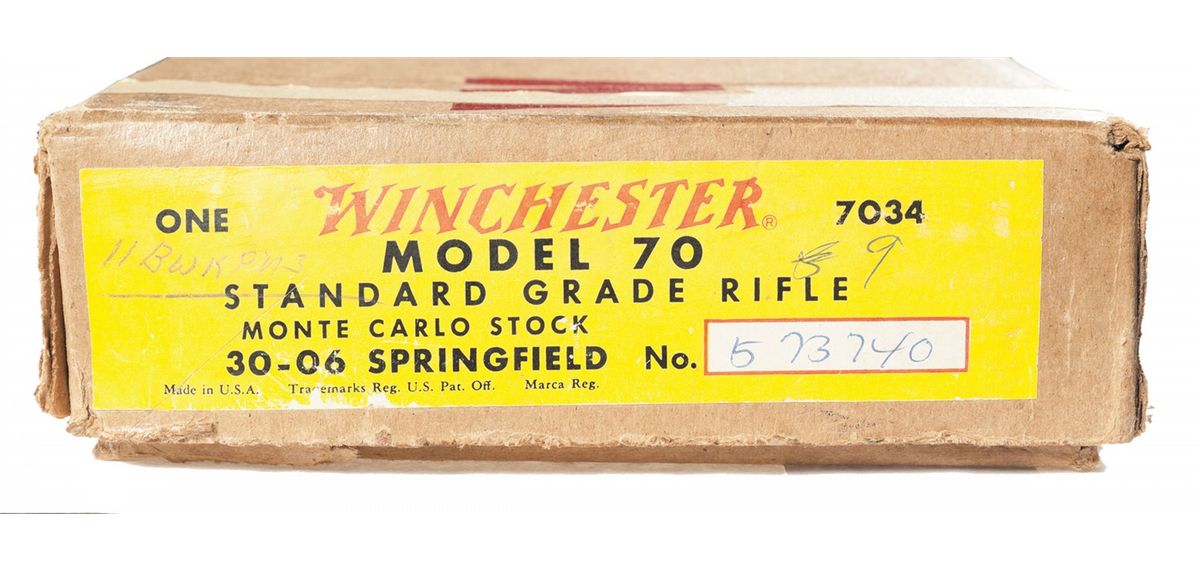 ONE WINCHESTER® 7034
MODEL 70 9
STANDARD GRADE RIFLE
MONTE CARLO STOCK
30-06 SPRINGFIELD No. 573740
Made in U.S.A. Trademarks Reg. U.S. Pat. Off. Marca Reg.